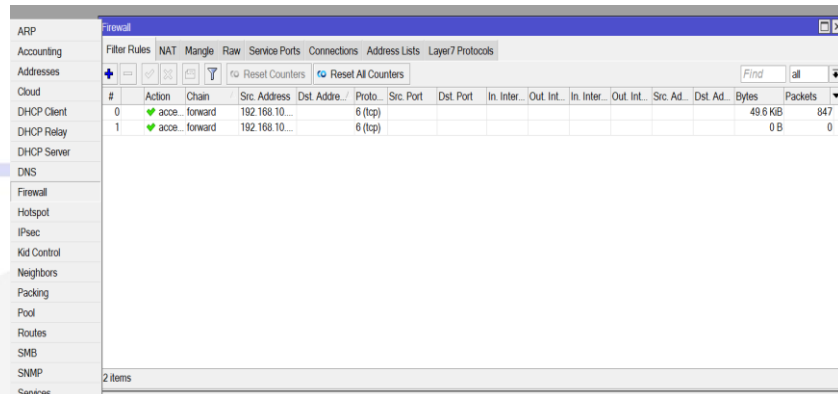 ARP
Accounting
Addresses
Cloud
DHCP Client
DHCP Relay
DHCP Server
DNS
Firewall
Hotspot
IPsec
Kid Control
Neighbors
Packing
Pool
Routes
SMB
SNMP
Services
Firewall
Filter Rules NAT Mangle Raw Service Ports Connections Address Lists Layer7 Protocols
Reset Counters Reset All Counters Find all
# Action Chain Src. Address Dst. Addre... Proto... Src. Port Dst. Port In. Inter... Out. Int... In. Inter... Out. Int... Src. Ad... Dst. Ad... Bytes Packets
0 acce... forward 192.168.10.... 6 (tcp) 49.6 KiB 847
1 acce... forward 192.168.10.... 6 (tcp) 0 B 0
2 items